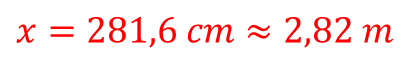 x = 281,6 cm ≈ 2,82 m